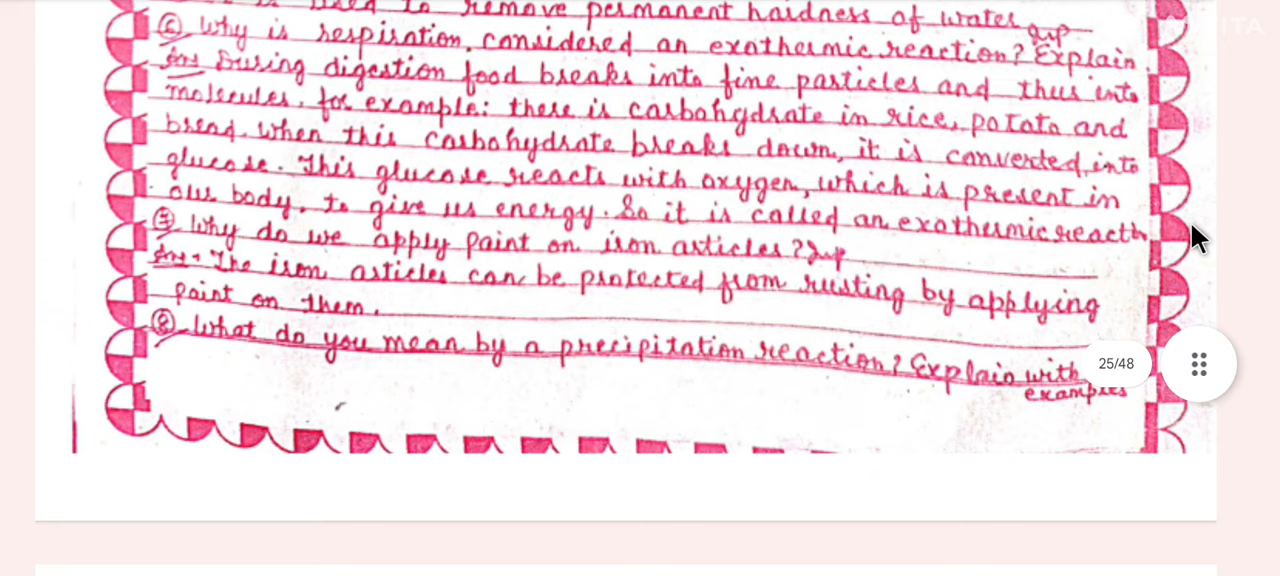 to remove permanent hardness of water
⑥ Why is respiration, considered an exothermic reaction? Explain.
Ans During digestion food breaks into fine particles and thus into
molecules, for example: there is carbohydrate in rice, potato and
bread. when this carbohydrate breaks down, it is converted into
glucose. This glucose reacts with oxygen, which is present in
our body, to give us energy. So it is called an exothermic react
⑦ Why do we apply paint on iron articles?
Ans- The iron articles can be protected from rusting by applying
paint on them.
⑧ What do you mean by a precipitation reaction? Explain with
examples
25/48